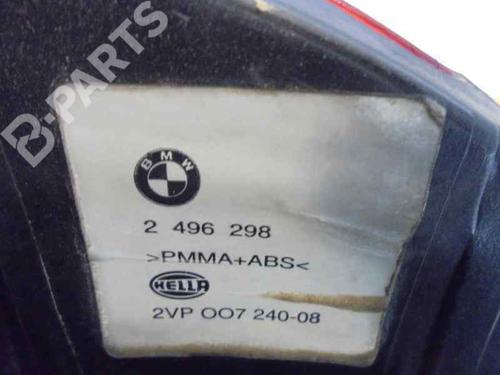 B-PARTS
BMW
2 496 298
>PMMA+ABS<
HELLA
2VP 007 240-08